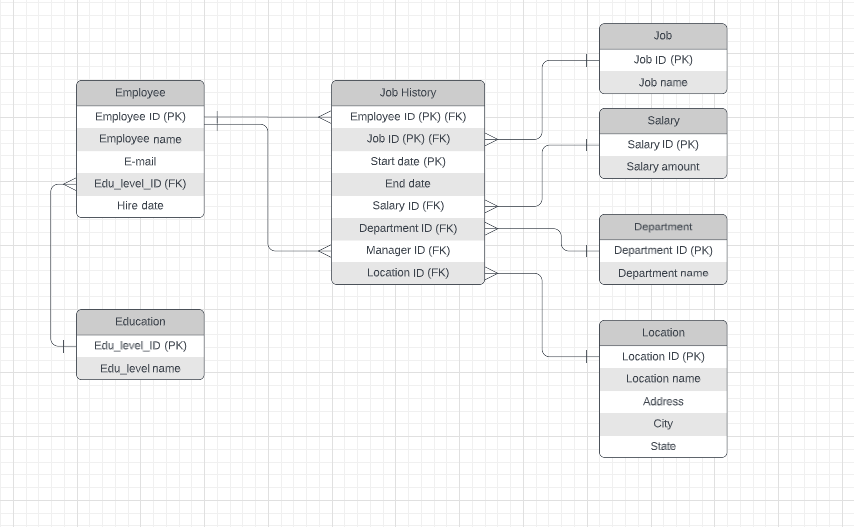 Employee
Employee ID (PK)
Employee name
E-mail
Edu_level_ID (FK)
Hire date
Education
Edu_level_ID (PK)
Edu_level name
Job History
Employee ID (PK) (FK)
Job ID (PK) (FK)
Start date (PK)
End date
Salary ID (FK)
Department ID (FK)
Manager ID (FK)
Location ID (FK)
Job
Job ID (PK)
Job name
Salary
Salary ID (PK)
Salary amount
Department
Department ID (PK)
Department name
Location
Location ID (PK)
Location name
Address
City
State